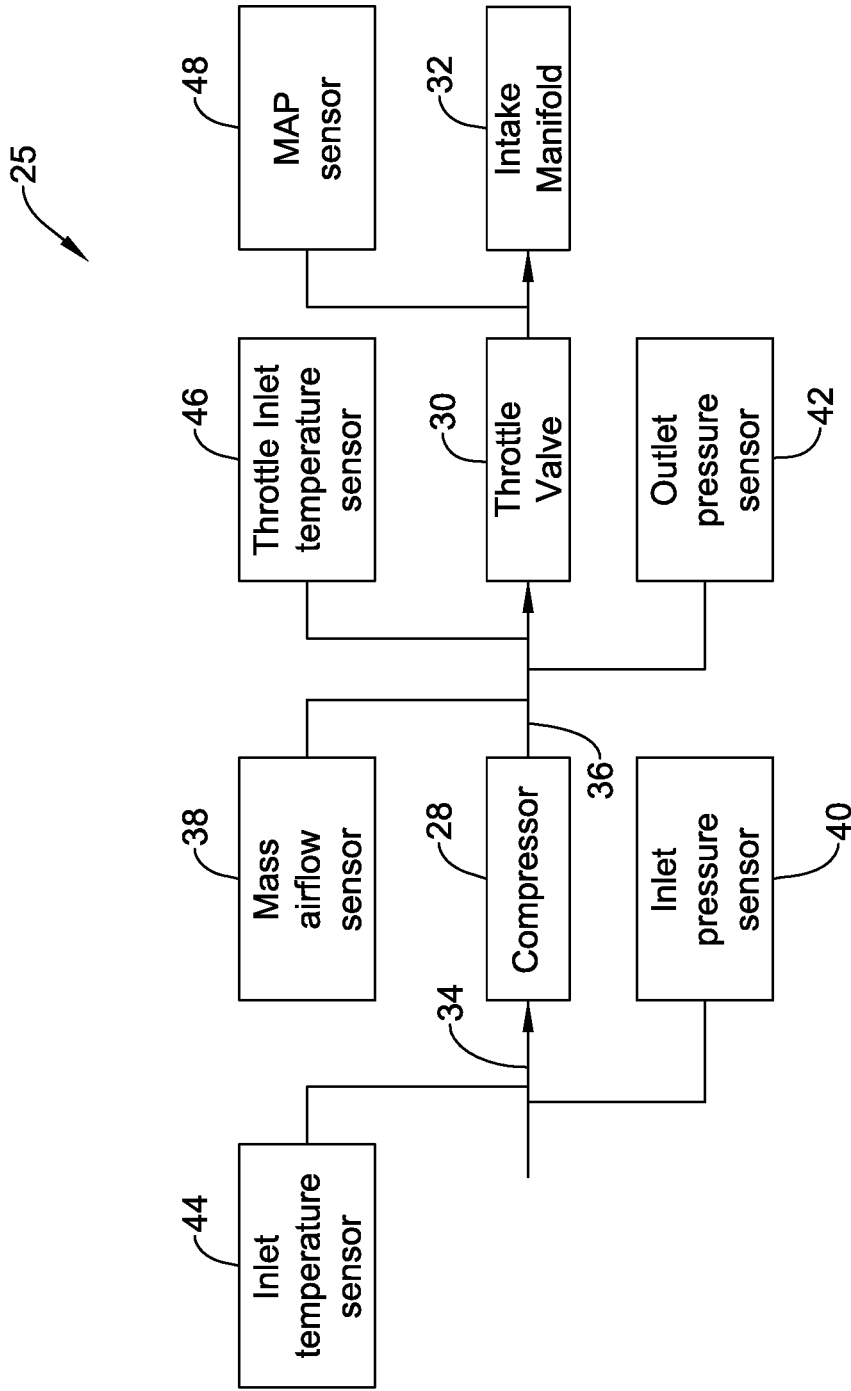 25
44
Inlet
temperature
sensor
38
Mass
airflow
sensor
46
Throttle Inlet
temperature
sensor
48
MAP
sensor
34
28
Compressor
36
30
Throttle
Valve
32
Intake
Manifold
Inlet
pressure
sensor
40
Outlet
pressure
sensor
42